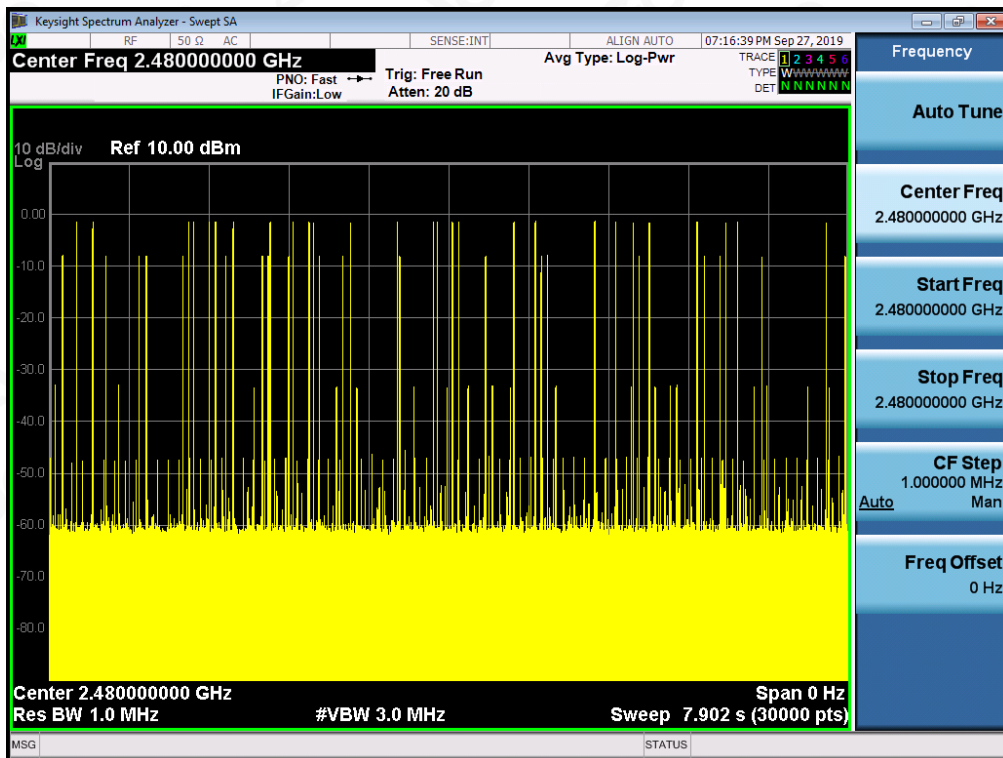 Keysight Spectrum Analyzer - Swept SA
LXI RF 50 Ω AC SENSE:INT ALIGN AUTO 07:16:39 PM Sep 27, 2019
Center Freq 2.480000000 GHz
PNO: Fast
IFGain:Low
Trig: Free Run
Atten: 20 dB
Avg Type: Log-Pwr
TRACE 1 2 3 4 5 6
TYPE WWWWWW
DET N N N N N N
10 dB/div Ref 10.00 dBm
Log
0.00
-10.0
-20.0
-30.0
-40.0
-50.0
-60.0
-70.0
-80.0
Center 2.480000000 GHz Span 0 Hz
Res BW 1.0 MHz #VBW 3.0 MHz Sweep 7.902 s (30000 pts)
MSG STATUS
Frequency
Auto Tune
Center Freq
2.480000000 GHz
Start Freq
2.480000000 GHz
Stop Freq
2.480000000 GHz
CF Step
1.000000 MHz
Auto Man
Freq Offset
0 Hz